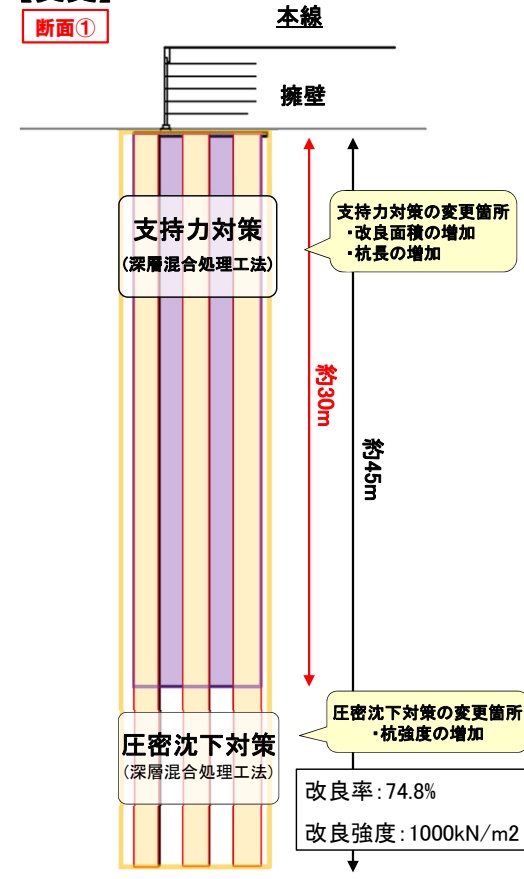 断面①
本線
擁壁
支持力対策
(深層混合処理工法)
支持力対策の変更箇所
・改良面積の増加
・杭長の増加
約30m
約45m
圧密沈下対策
(深層混合処理工法)
圧密沈下対策の変更箇所
・杭強度の増加
改良率：74.8%
改良強度：1000kN/m2